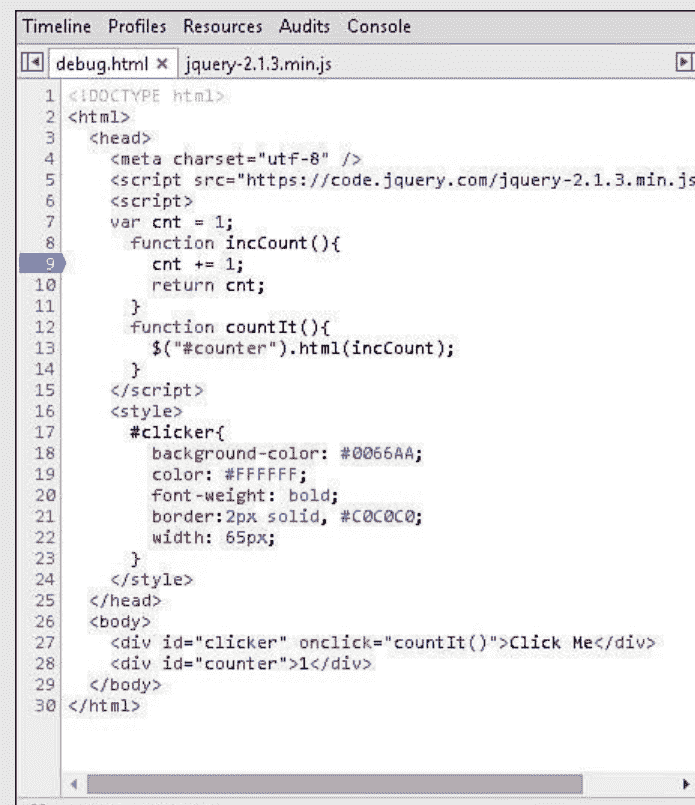 Timeline Profiles Resources Audits Console
debug.html × jquery-2.1.3.min.js
1 <!DOCTYPE html>
2 <html>
3   <head>
4     <meta charset="utf-8" />
5     <script src="https://code.jquery.com/jquery-2.1.3.min.js
6     <script>
7     var cnt = 1;
8       function incCount(){
9         cnt += 1;
10         return cnt;
11       }
12       function countIt(){
13         $("#counter").html(incCount);
14       }
15     </script>
16     <style>
17       #clicker{
18         background-color: #0066AA;
19         color: #FFFFFF;
20         font-weight: bold;
21         border:2px solid, #C0C0C0;
22         width: 65px;
23       }
24     </style>
25   </head>
26   <body>
27     <div id="clicker" onclick="countIt()">Click Me</div>
28     <div id="counter">1</div>
29   </body>
30 </html>